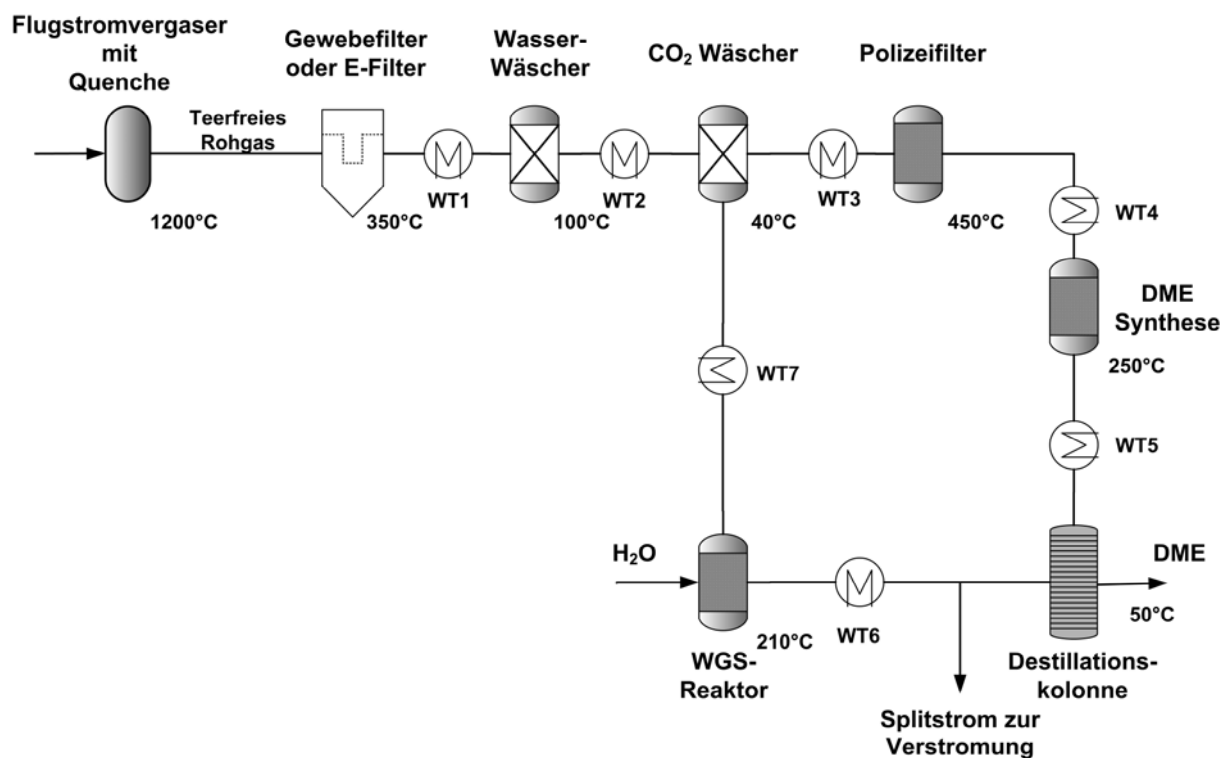 Flugstromvergaser
mit
Quenche
Gewebefilter
oder E-Filter
Wasser-
Wäscher
CO₂ Wäscher
Polizeifilter
Teerfreies
Rohgas
WT1
WT2
WT3
WT4
1200°C
350°C
100°C
40°C
450°C
DME
Synthese
250°C
WT7
WT5
H₂O
DME
210°C
WT6
50°C
WGS-
Reaktor
Destillations-
kolonne
Splitstrom zur
Verstromung